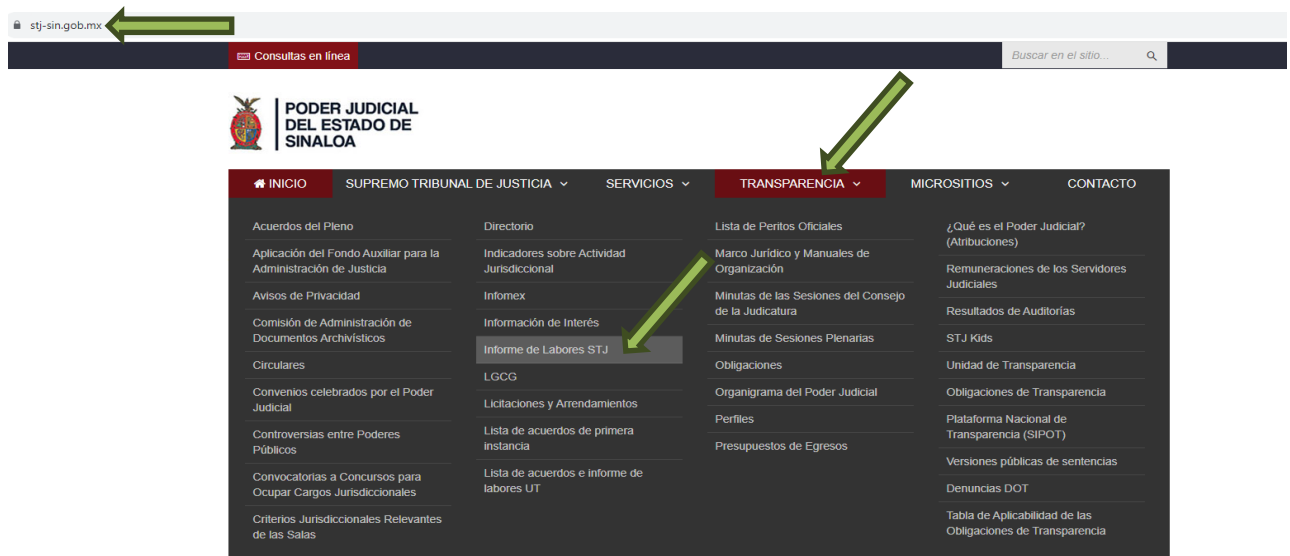 stj-sin.gob.mx
Consultas en línea
Buscar en el sitio...
PODER JUDICIAL
DEL ESTADO DE
SINALOA
INICIO
SUPREMO TRIBUNAL DE JUSTICIA
SERVICIOS
TRANSPARENCIA
MICROSITIOS
CONTACTO
Acuerdos del Pleno
Aplicación del Fondo Auxiliar para la
Administración de Justicia
Avisos de Privacidad
Comisión de Administración de
Documentos Archivísticos
Circulares
Convenios celebrados por el Poder
Judicial
Controversias entre Poderes
Públicos
Convocatorias a Concursos para
Ocupar Cargos Jurisdiccionales
Criterios Jurisdiccionales Relevantes
de las Salas
Directorio
Indicadores sobre Actividad
Jurisdiccional
Infomex
Información de Interés
Informe de Labores STJ
LGCG
Licitaciones y Arrendamientos
Lista de acuerdos de primera
instancia
Lista de acuerdos e informe de
labores UT
Lista de Peritos Oficiales
Marco Jurídico y Manuales de
Organización
Minutas de las Sesiones del Consejo
de la Judicatura
Minutas de Sesiones Plenarias
Obligaciones
Organigrama del Poder Judicial
Perfiles
Presupuestos de Egresos
¿Qué es el Poder Judicial?
(Atribuciones)
Remuneraciones de los Servidores
Judiciales
Resultados de Auditorías
STJ Kids
Unidad de Transparencia
Obligaciones de Transparencia
Plataforma Nacional de
Transparencia (SIPOT)
Versiones públicas de sentencias
Denuncias DOT
Tabla de Aplicabilidad de las
Obligaciones de Transparencia